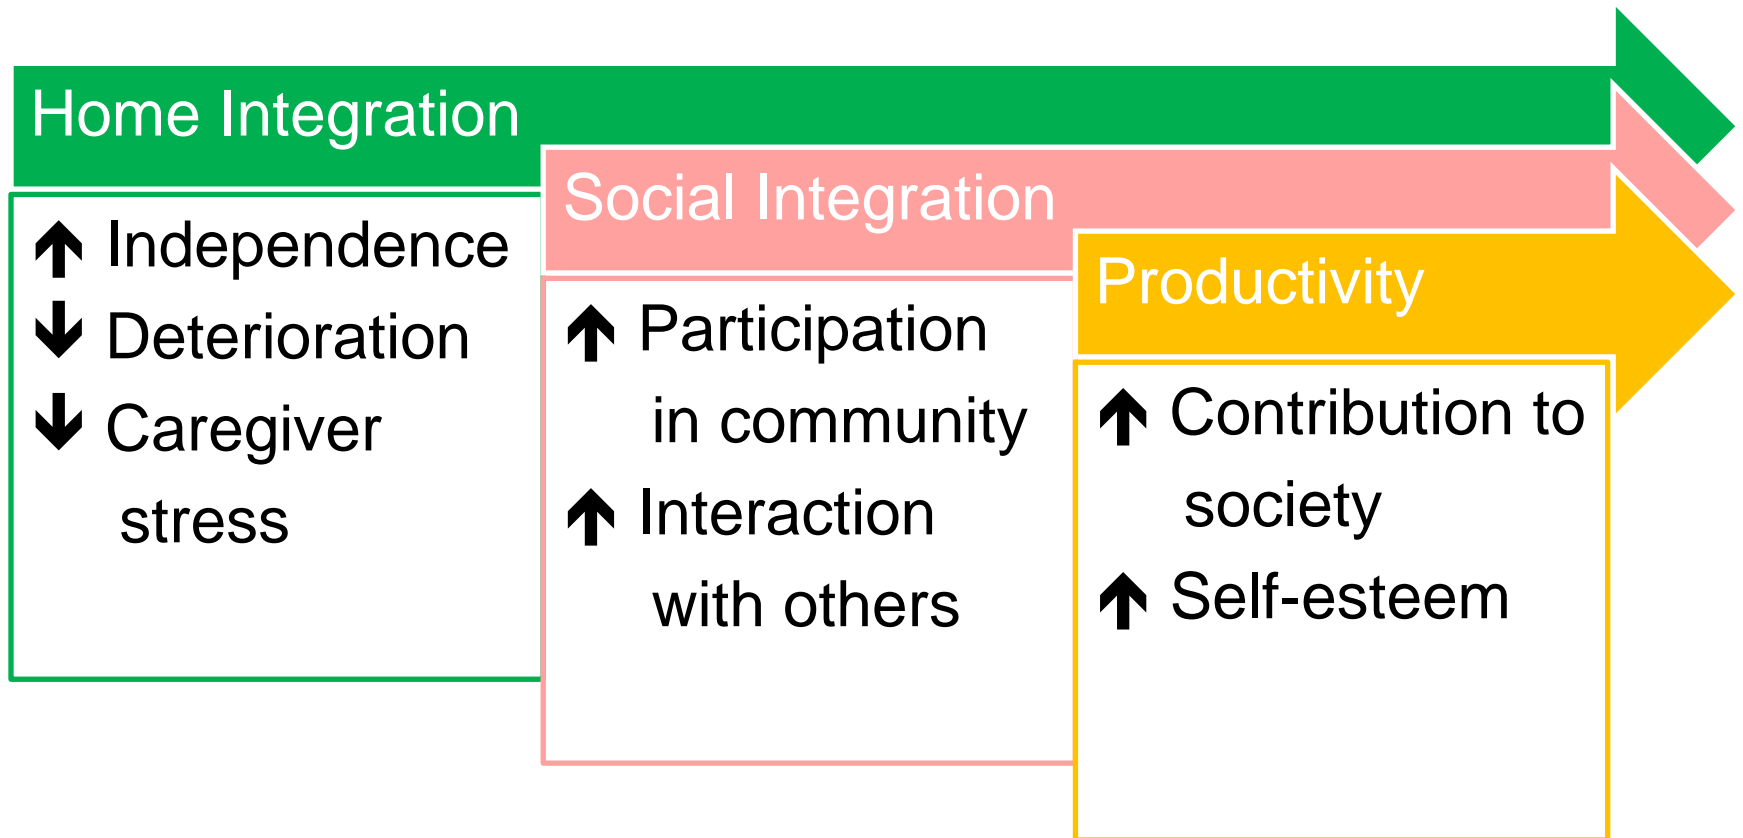 Home Integration
🡹 Independence
🡻 Deterioration
🡻 Caregiver
stress
Social Integration
🡹 Participation
in community
🡹 Interaction
with others
Productivity
🡹 Contribution to
society
🡹 Self-esteem